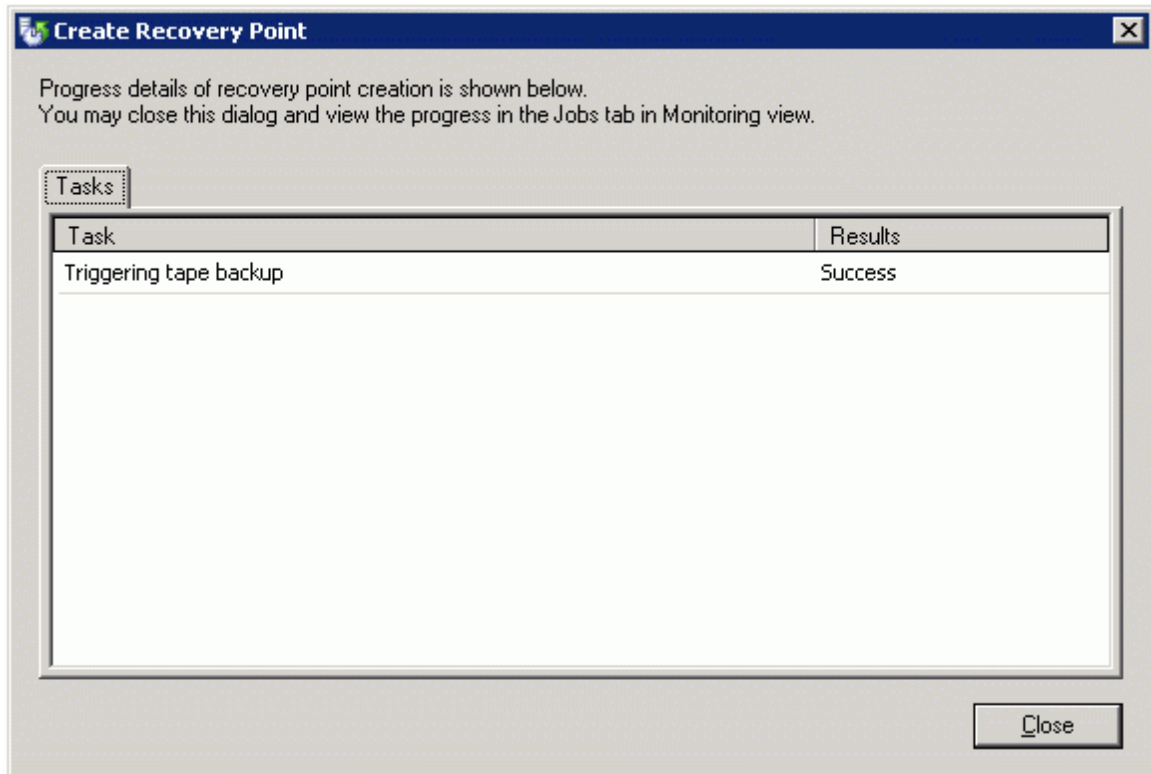 Create Recovery Point
Progress details of recovery point creation is shown below.
You may close this dialog and view the progress in the Jobs tab in Monitoring view.
Tasks
Task Results
Triggering tape backup Success
Close